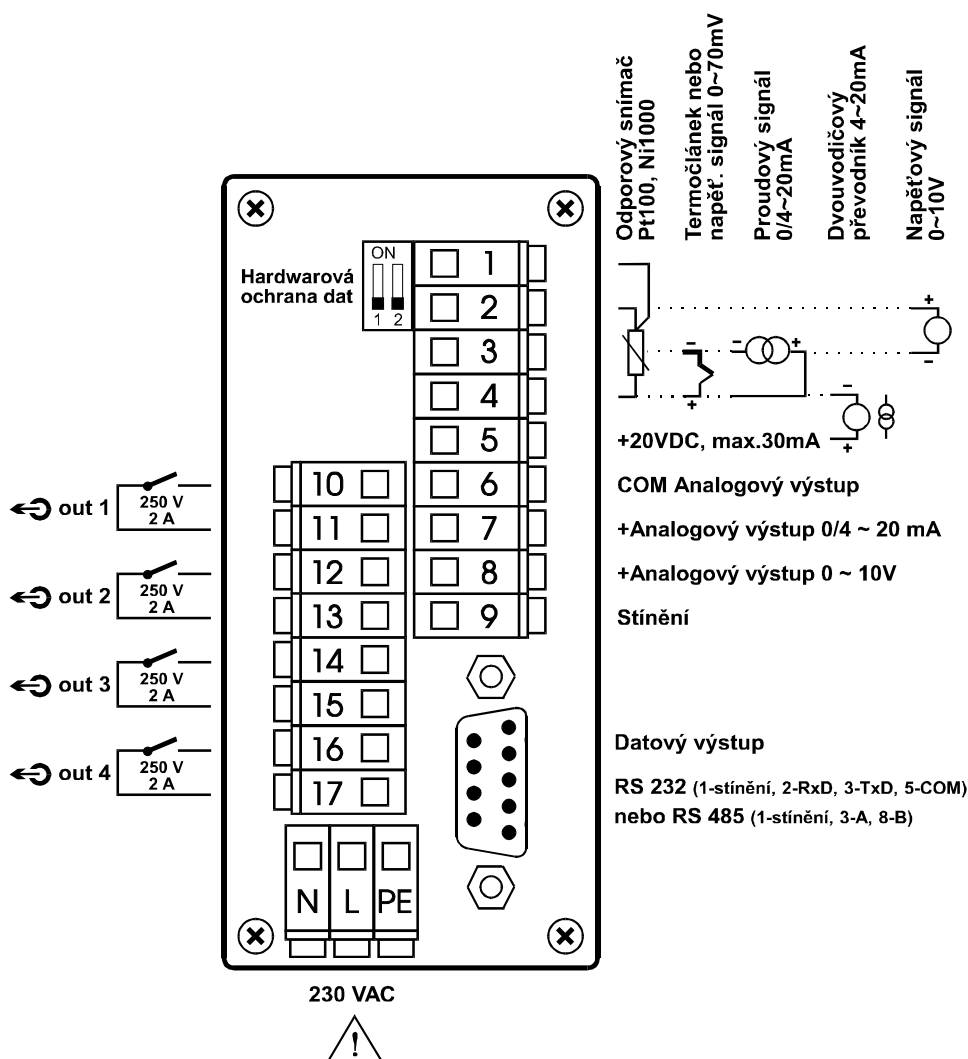 Odporový snímač
Pt100, Ni1000
Termočlánek nebo
napěť. signál 0~70mV
Proudový signál
0/4~20mA
Dvouvodičový
převodník 4~20mA
Napěťový signál
0~10V
Hardwarová
ochrana dat
ON
1 2
1
2
3
4
5
6
7
8
9
+
-
-
+
-
+
-
+
+20VDC, max.30mA
COM Analogový výstup
+Analogový výstup 0/4 ~ 20 mA
+Analogový výstup 0 ~ 10V
Stínění
10
11
12
13
14
15
16
17
out 1
250 V
2 A
out 2
250 V
2 A
out 3
250 V
2 A
out 4
250 V
2 A
Datový výstup
RS 232 (1-stínění, 2-RxD, 3-TxD, 5-COM)
nebo RS 485 (1-stínění, 3-A, 8-B)
N L PE
230 VAC
!